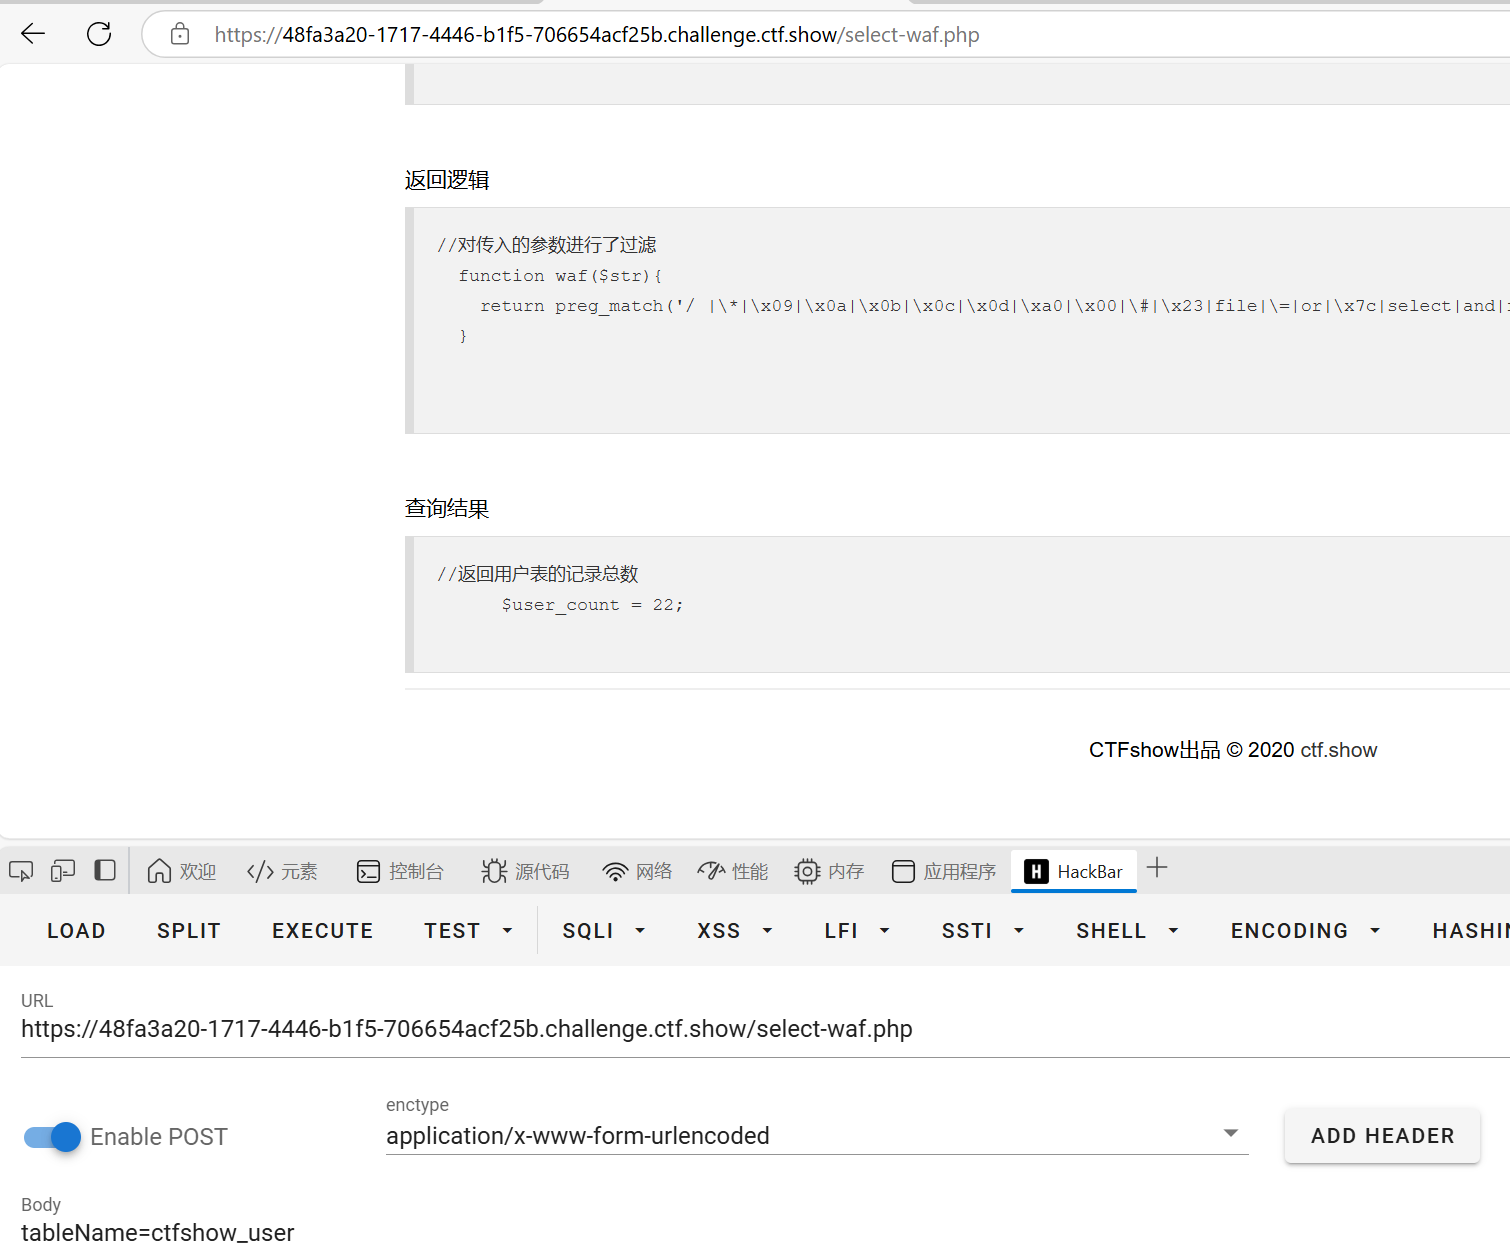 https://48fa3a20-1717-4446-b1f5-706654acf25b.challenge.ctf.show/select-waf.php
返回逻辑
//对传入的参数进行了过滤
function waf($str){
return preg_match('/ |\*|\x09|\x0a|\x0b|\x0c|\x0d|\xa0|\x00|\#|\x23|file|\=|or|\x7c|select|and|
}
查询结果
//返回用户表的记录总数
$user_count = 22;
CTFshow出品 © 2020 ctf.show
欢迎 元素 控制台 源代码 网络 性能 内存 应用程序 H HackBar
LOAD SPLIT EXECUTE TEST SQLI XSS LFI SSTI SHELL ENCODING HASHIN
URL
https://48fa3a20-1717-4446-b1f5-706654acf25b.challenge.ctf.show/select-waf.php
enctype
Enable POST application/x-www-form-urlencoded ADD HEADER
Body
tableName=ctfshow_user